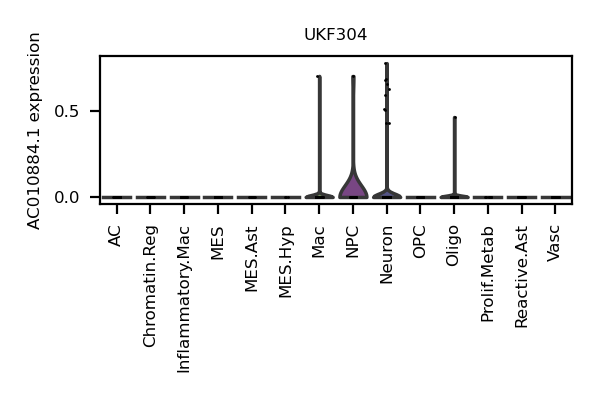 UKF304
AC010884.1 expression
0.5
0.0
AC
Chromatin.Reg
Inflammatory.Mac
MES
MES.Ast
MES.Hyp
Mac
NPC
Neuron
OPC
Oligo
Prolif.Metab
Reactive.Ast
Vasc